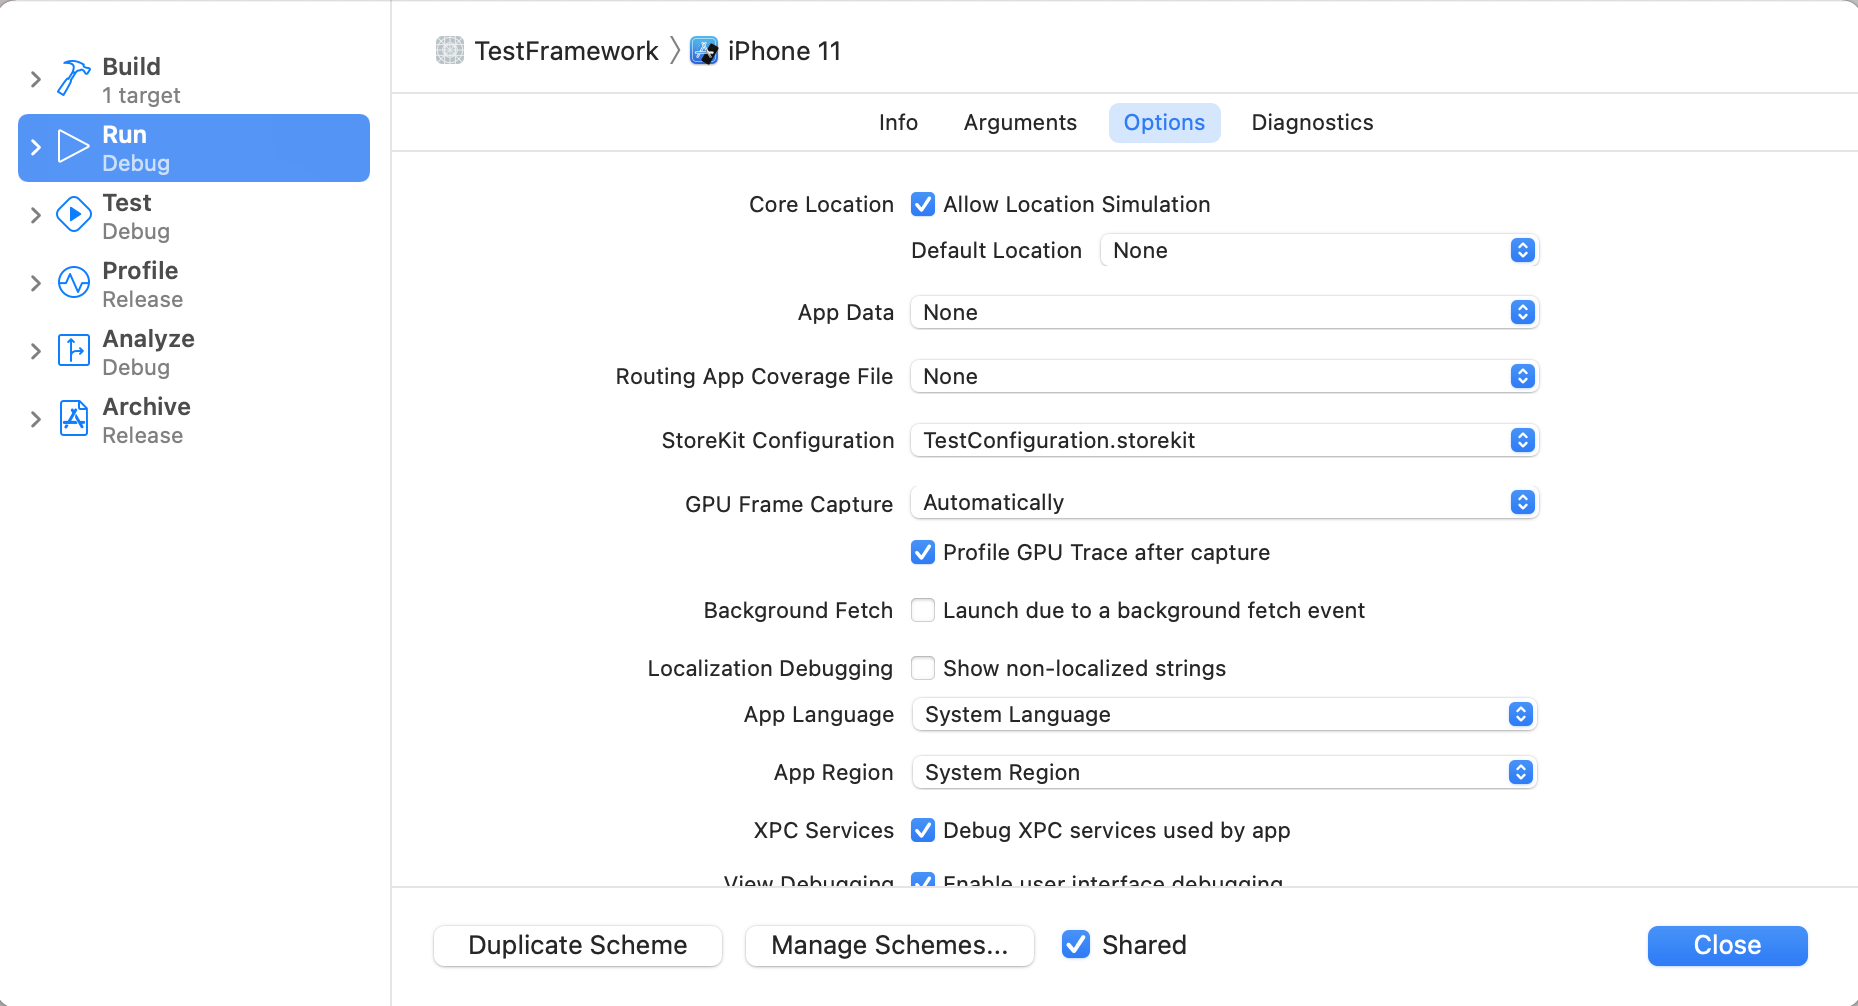 Build
1 target
Run
Debug
Test
Debug
Profile
Release
Analyze
Debug
Archive
Release
TestFramework 〉 iPhone 11
Info Arguments Options Diagnostics
Core Location Allow Location Simulation
Default Location None
App Data None
Routing App Coverage File None
StoreKit Configuration TestConfiguration.storekit
GPU Frame Capture Automatically
Profile GPU Trace after capture
Background Fetch Launch due to a background fetch event
Localization Debugging Show non-localized strings
App Language System Language
App Region System Region
XPC Services Debug XPC services used by app
View Debugging Enable user interface debugging
Duplicate Scheme Manage Schemes... Shared Close